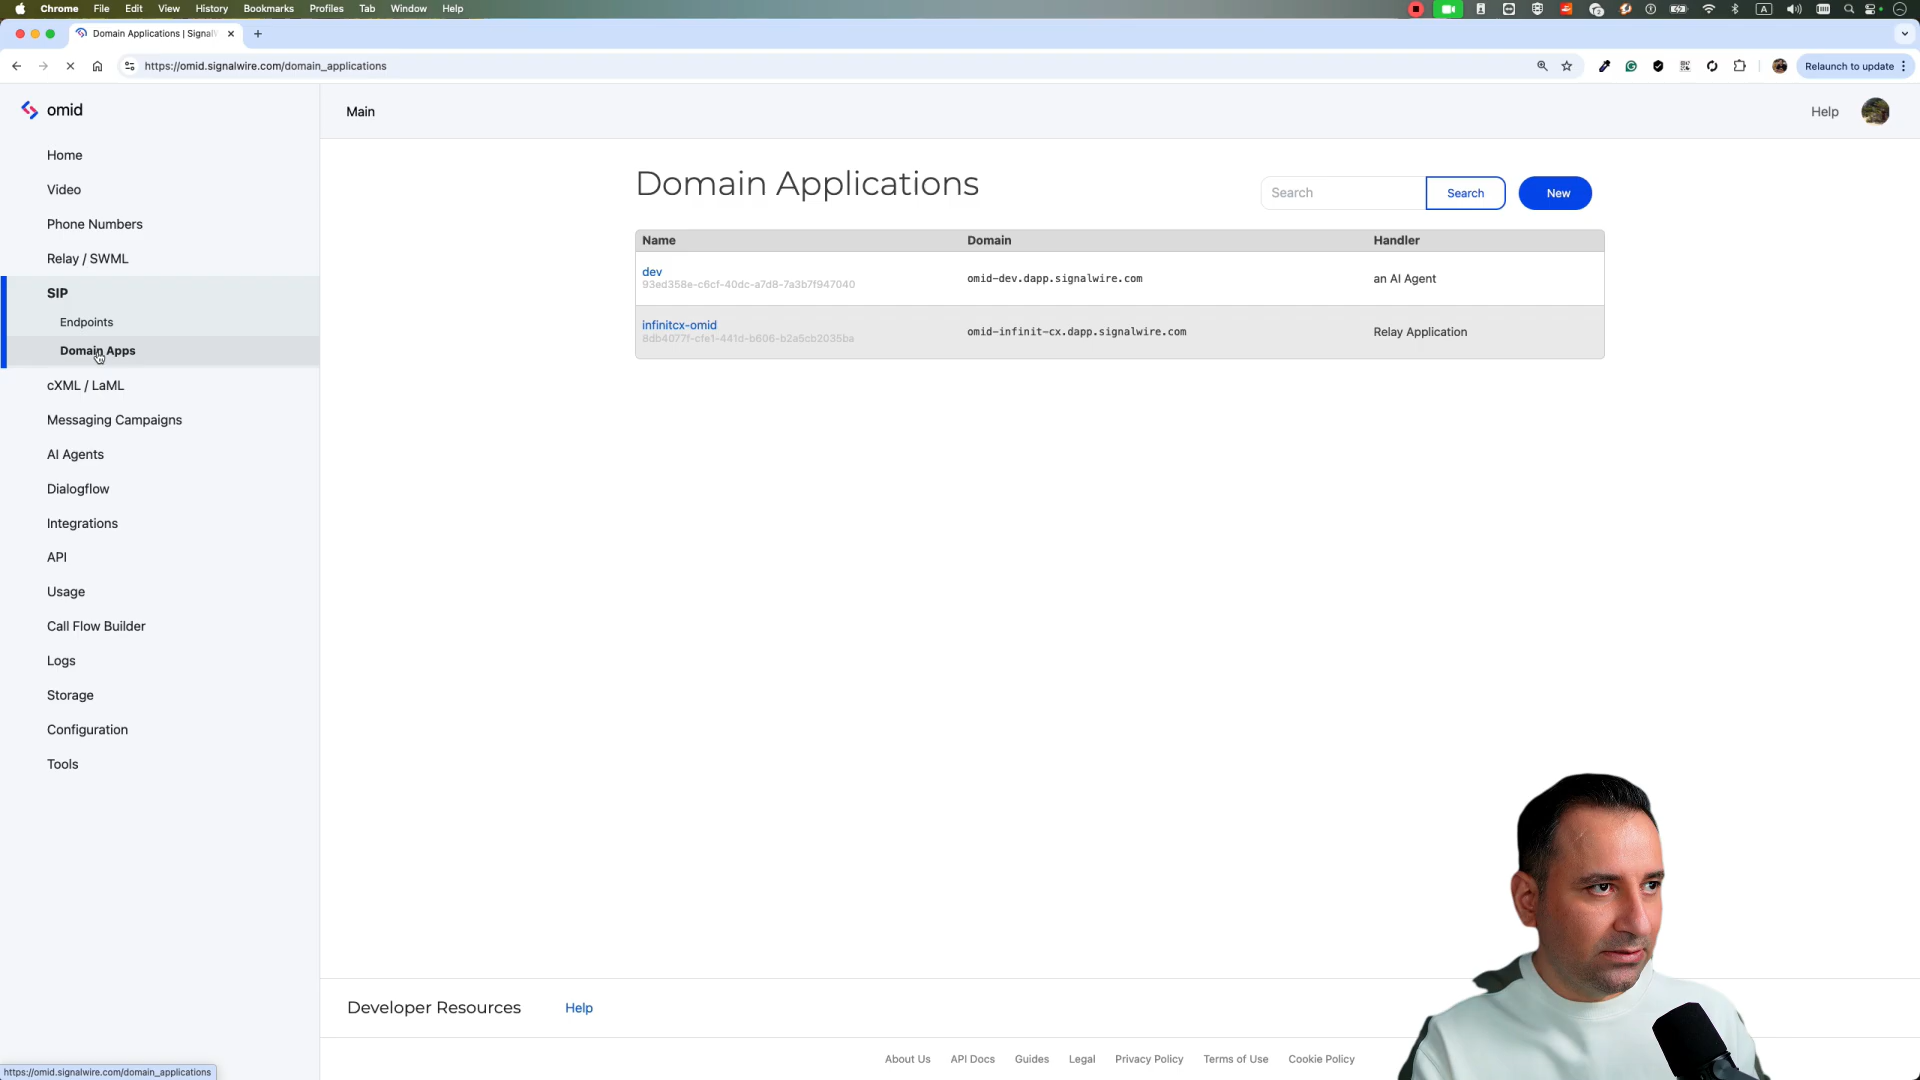 Chrome File Edit View History Bookmarks Profiles Tab Window Help
Domain Applications | Signal
https://omid.signalwire.com/domain_applications
Relaunch to update
omid
Main
Help
Home
Video
Phone Numbers
Relay / SWML
SIP
Endpoints
Domain Apps
cXML / LaML
Messaging Campaigns
AI Agents
Dialogflow
Integrations
API
Usage
Call Flow Builder
Logs
Storage
Configuration
Tools
Domain Applications
Search
Search
New
Name Domain Handler
dev
93ed358e-c6cf-40dc-a7d8-7a3b7f947040
omid-dev.dapp.signalwire.com
an AI Agent
infinitcx-omid
8db4077f-cfe1-441d-b606-b2a5cb2035ba
omid-infinit-cx.dapp.signalwire.com
Relay Application
Developer Resources
Help
About Us API Docs Guides Legal Privacy Policy Terms of Use Cookie Policy
https://omid.signalwire.com/domain_applications